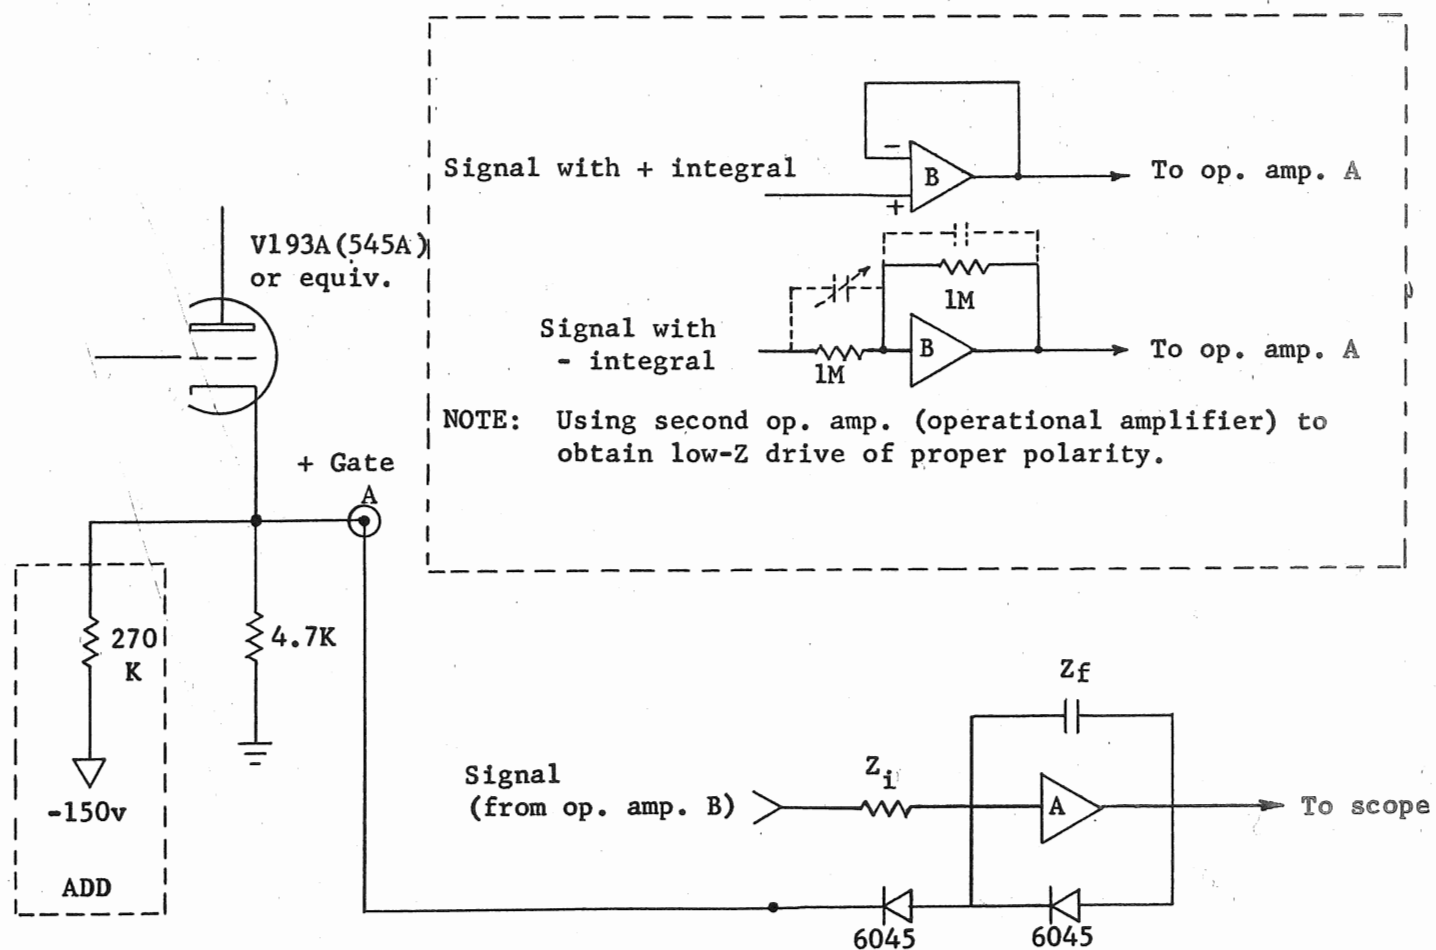 Signal with + integral
−
B
+
To op. amp. A
V193A(545A)
or equiv.
1M
Signal with
- integral
1M
B
To op. amp. A
NOTE: Using second op. amp. (operational amplifier) to
obtain low-Z drive of proper polarity.
+ Gate
A
270
K
4.7K
-150v
ADD
Zf
Signal
(from op. amp. B)
Zi
A
To scope
6045
6045